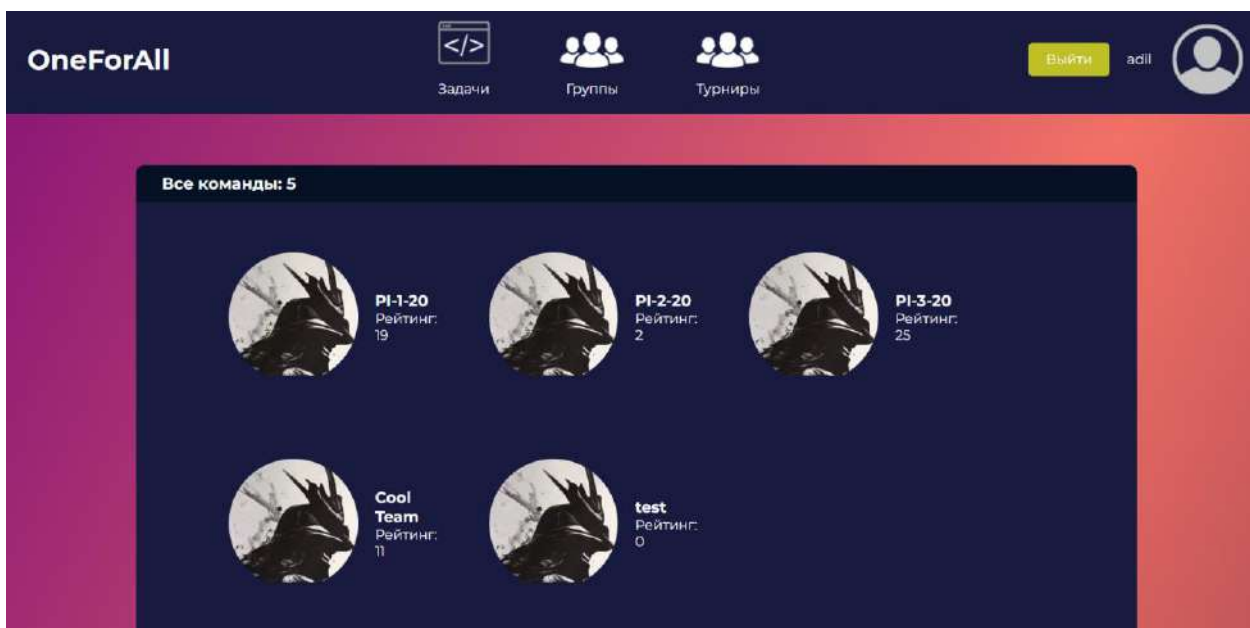 OneForAll
</>
Задачи
Группы
Турниры
Выйти
adil
Все команды: 5
PI-1-20
Рейтинг:
19
PI-2-20
Рейтинг:
2
PI-3-20
Рейтинг:
25
Cool
Team
Рейтинг:
11
test
Рейтинг:
0